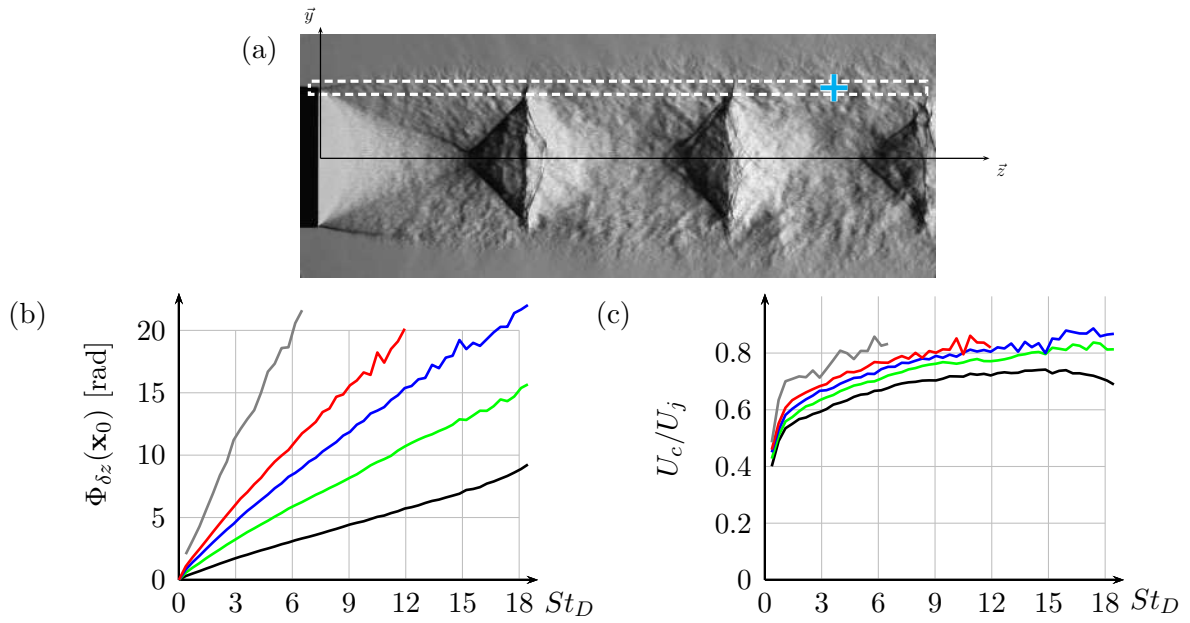 (a)
y⃗
z⃗
(b)
Φ_{δz}(𝐱₀) [rad]
20
15
10
5
0
0 3 6 9 12 15 18 St_D
(c)
U_c/U_j
0.8
0.6
0.4
0.2
0
0 3 6 9 12 15 18 St_D